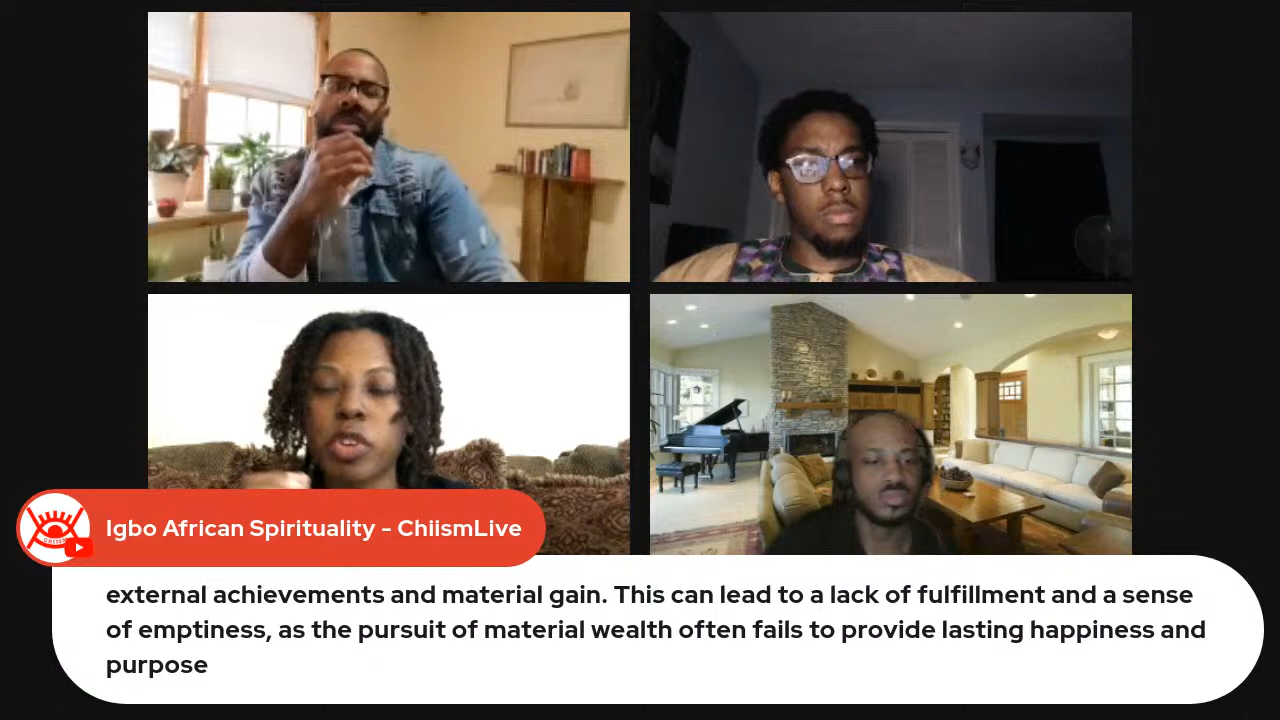 Igbo African Spirituality - ChiismLive
external achievements and material gain. This can lead to a lack of fulfillment and a sense
of emptiness, as the pursuit of material wealth often fails to provide lasting happiness and
purpose